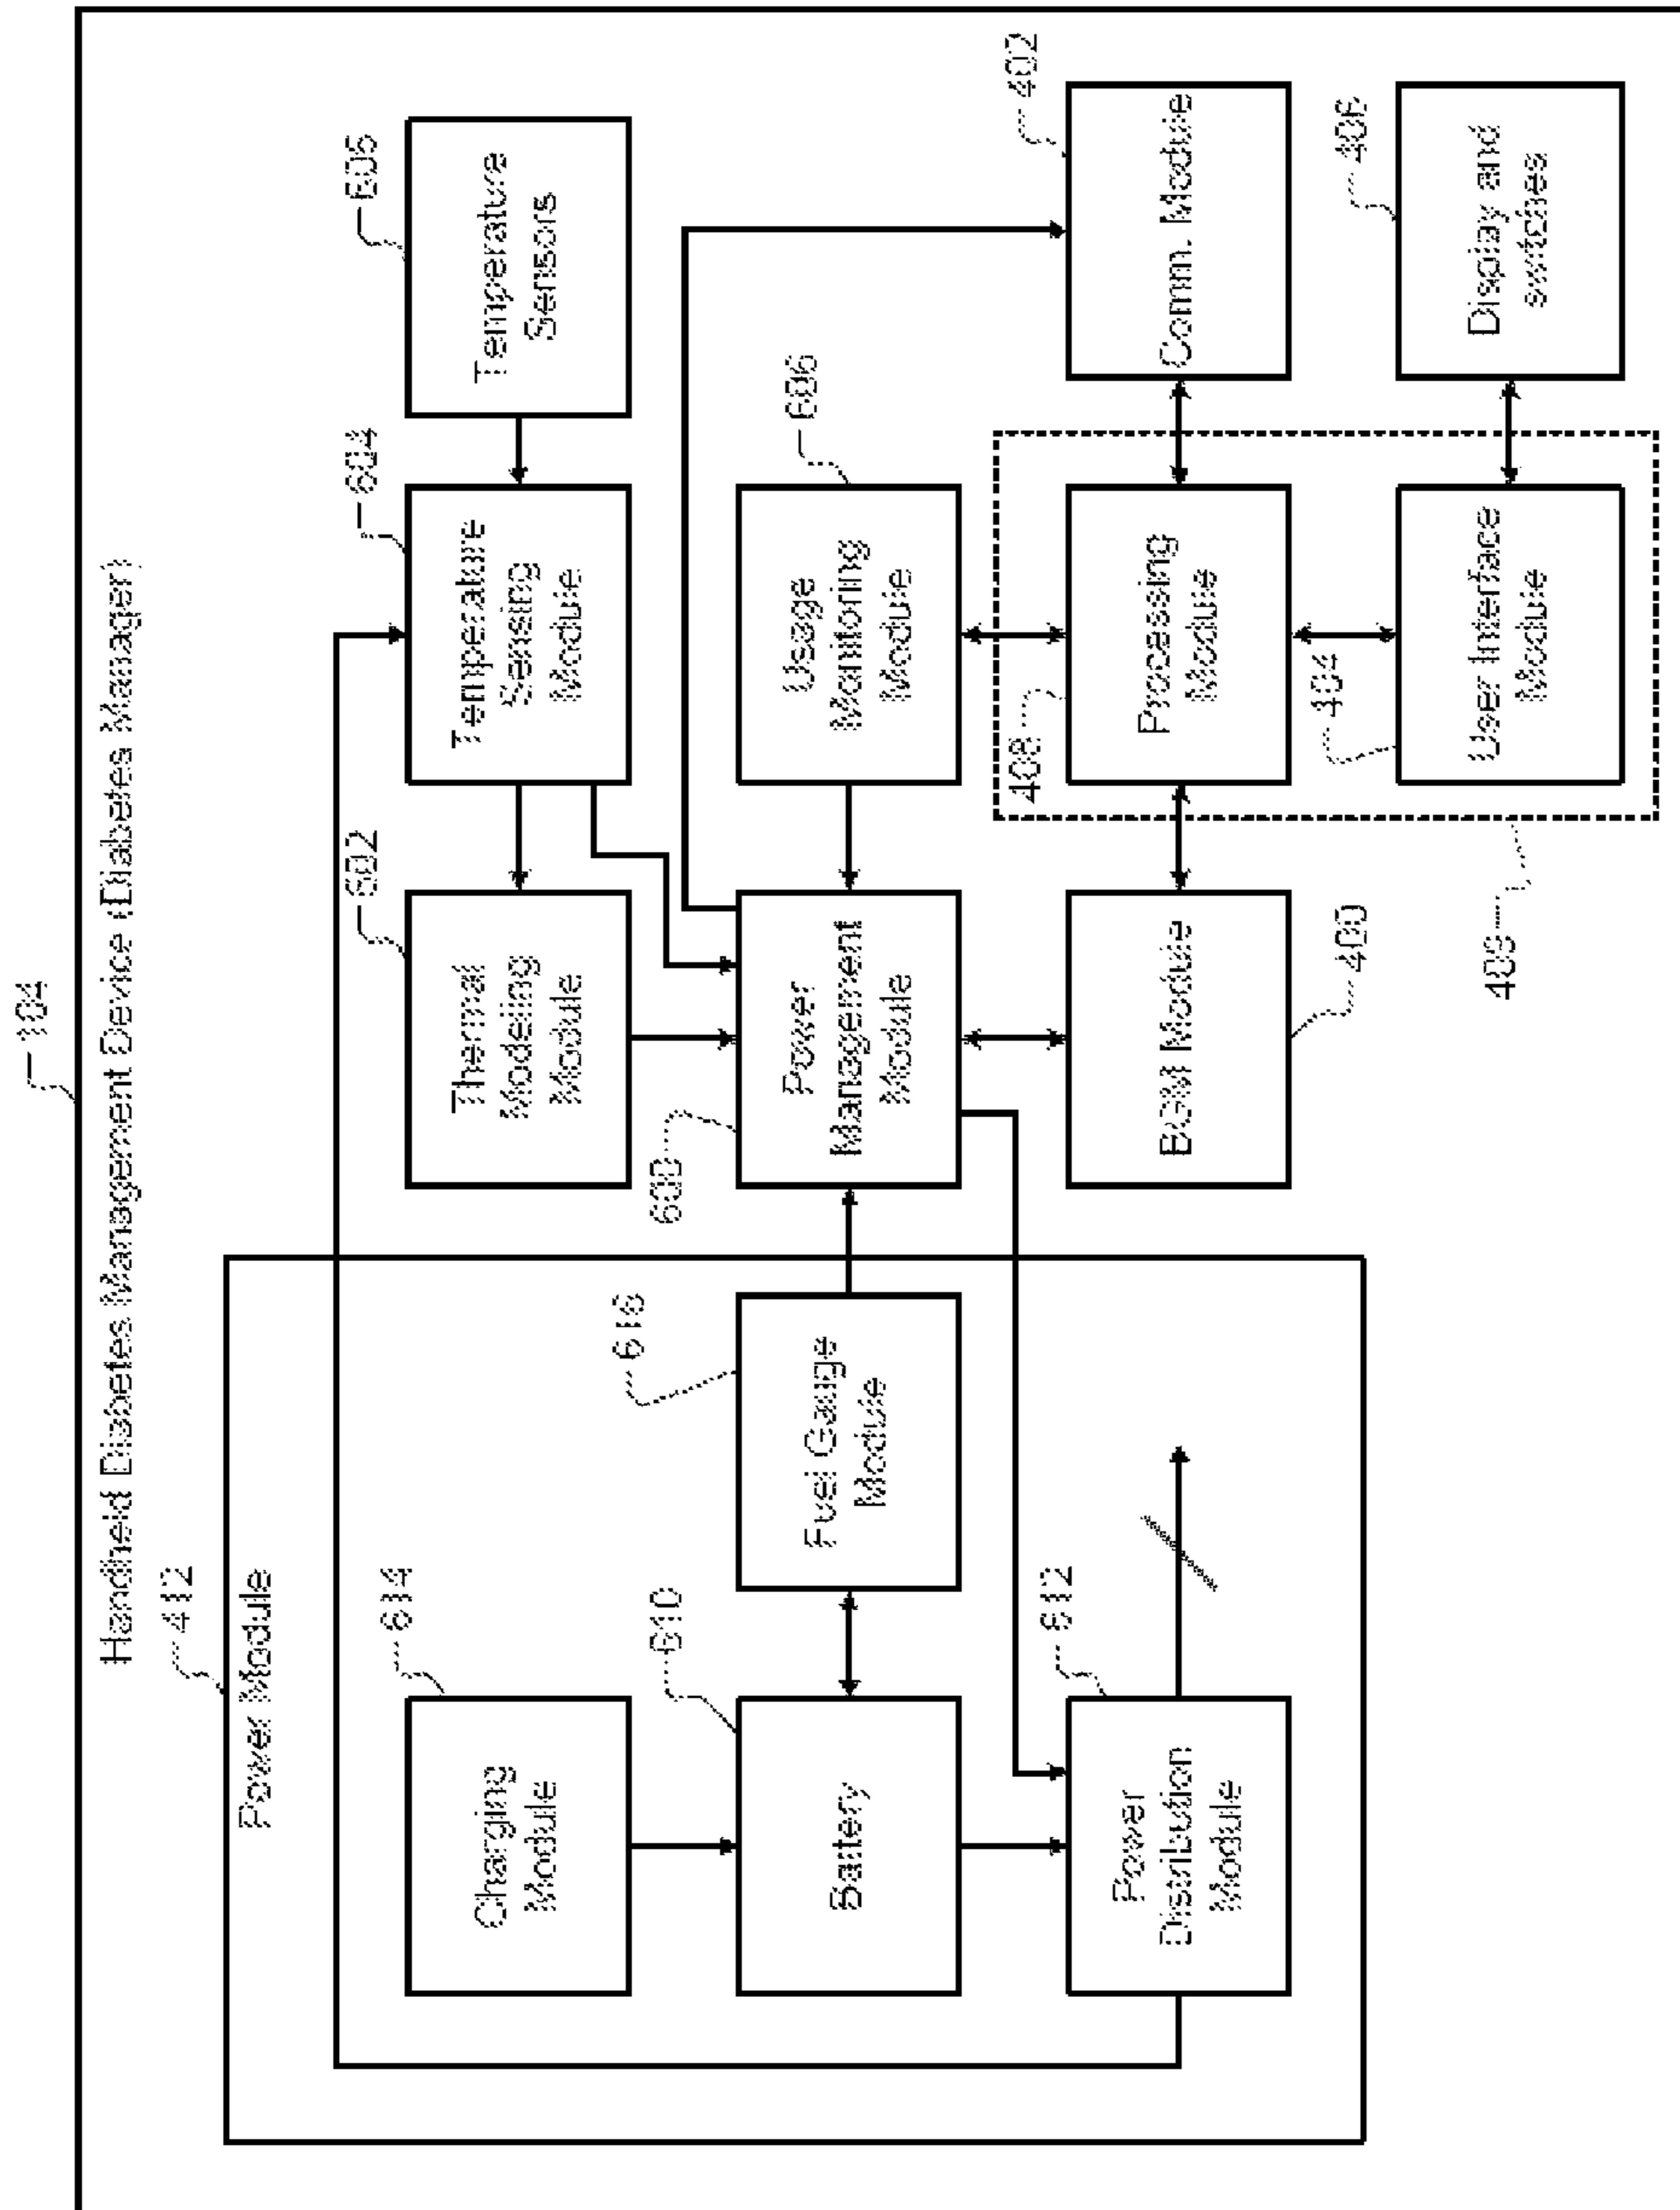 104
Handheld Diabetes Management Device (Diabetes Manager)
412
Power Module
614
Charging
Module
602
Thermal
Modeling
Module
604
Temperature
Sensing
Module
605
Temperature
Sensors
610
Battery
616
Fuel Gauge
Module
600
Power
Management
Module
606
Usage
Monitoring
Module
612
Power
Distribution
Module
BGM Module
400
408
Processing
Module
402
Comm. Module
404
User Interface
Module
406
Display and
switches